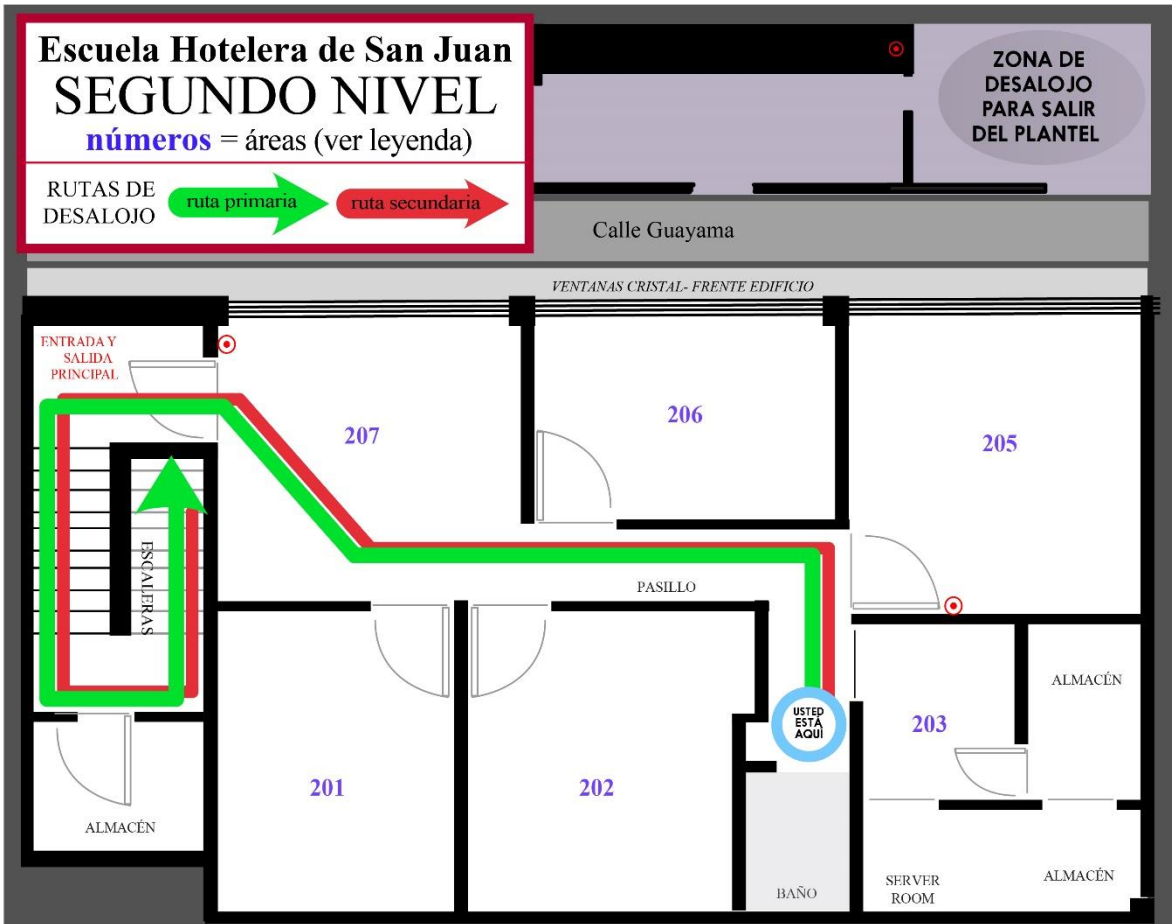 Escuela Hotelera de San Juan
SEGUNDO NIVEL
números = áreas (ver leyenda)
RUTAS DE
DESALOJO
ruta primaria
ruta secundaria
ZONA DE
DESALOJO
PARA SALIR
DEL PLANTEL
Calle Guayama
VENTANAS CRISTAL- FRENTE EDIFICIO
ENTRADA Y
SALIDA
PRINCIPAL
207
206
205
ESCALERAS
PASILLO
USTED
ESTÁ
AQUÍ
203
ALMACÉN
201
202
ALMACÉN
BAÑO
SERVER
ROOM
ALMACÉN